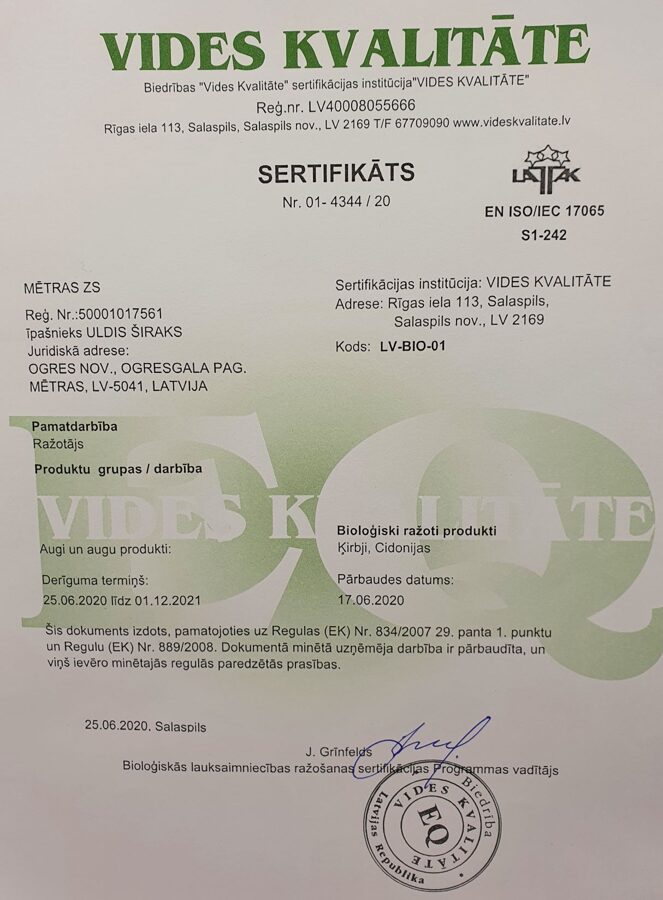 VIDES KVALITĀTE
Biedrības "Vides Kvalitāte" sertifikācijas institūcija"VIDES KVALITĀTE"
Reģ.nr. LV40008055666
Rīgas iela 113, Salaspils, Salaspils nov., LV 2169 T/F 67709090 www.videskvalitate.lv
SERTIFIKĀTS
Nr. 01- 4344 / 20
LATAK
EN ISO/IEC 17065
S1-242
MĒTRAS ZS
Reģ. Nr.:50001017561
īpašnieks ULDIS ŠIRAKS
Juridiskā adrese:
OGRES NOV., OGRESGALA PAG.
MĒTRAS, LV-5041, LATVIJA
Sertifikācijas institūcija: VIDES KVALITĀTE
Adrese: Rīgas iela 113, Salaspils,
Salaspils nov., LV 2169
Kods: LV-BIO-01
Pamatdarbība
Ražotājs
Produktu grupas / darbība
EQ
VIDES KVALITĀTE
Bioloģiski ražoti produkti
Augi un augu produkti:
Ķirbji, Cidonijas
Derīguma termiņš:
25.06.2020 līdz 01.12.2021
Pārbaudes datums:
17.06.2020
Šis dokuments izdots, pamatojoties uz Regulas (EK) Nr. 834/2007 29. panta 1. punktu
un Regulu (EK) Nr. 889/2008. Dokumentā minētā uzņēmēja darbība ir pārbaudīta, un
viņš ievēro minētajās regulās paredzētās prasības.
25.06.2020, Salaspils
J. Grīnfelds
Bioloģiskās lauksaimniecības ražošanas sertifikācijas Programmas vadītājs
Biedrība
VIDES KVALITĀTE
EQ
Latvijas Republika